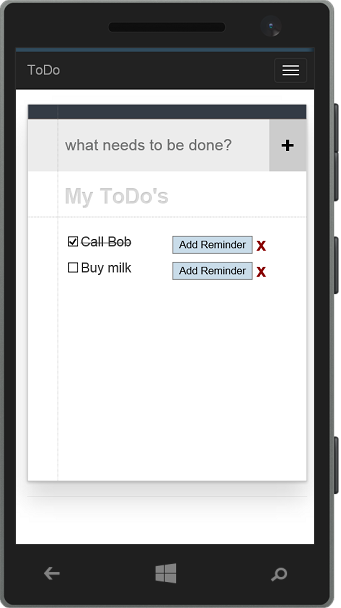 ToDo
what needs to be done? +
My ToDo's
Call Bob Add Reminder x
Buy milk Add Reminder x